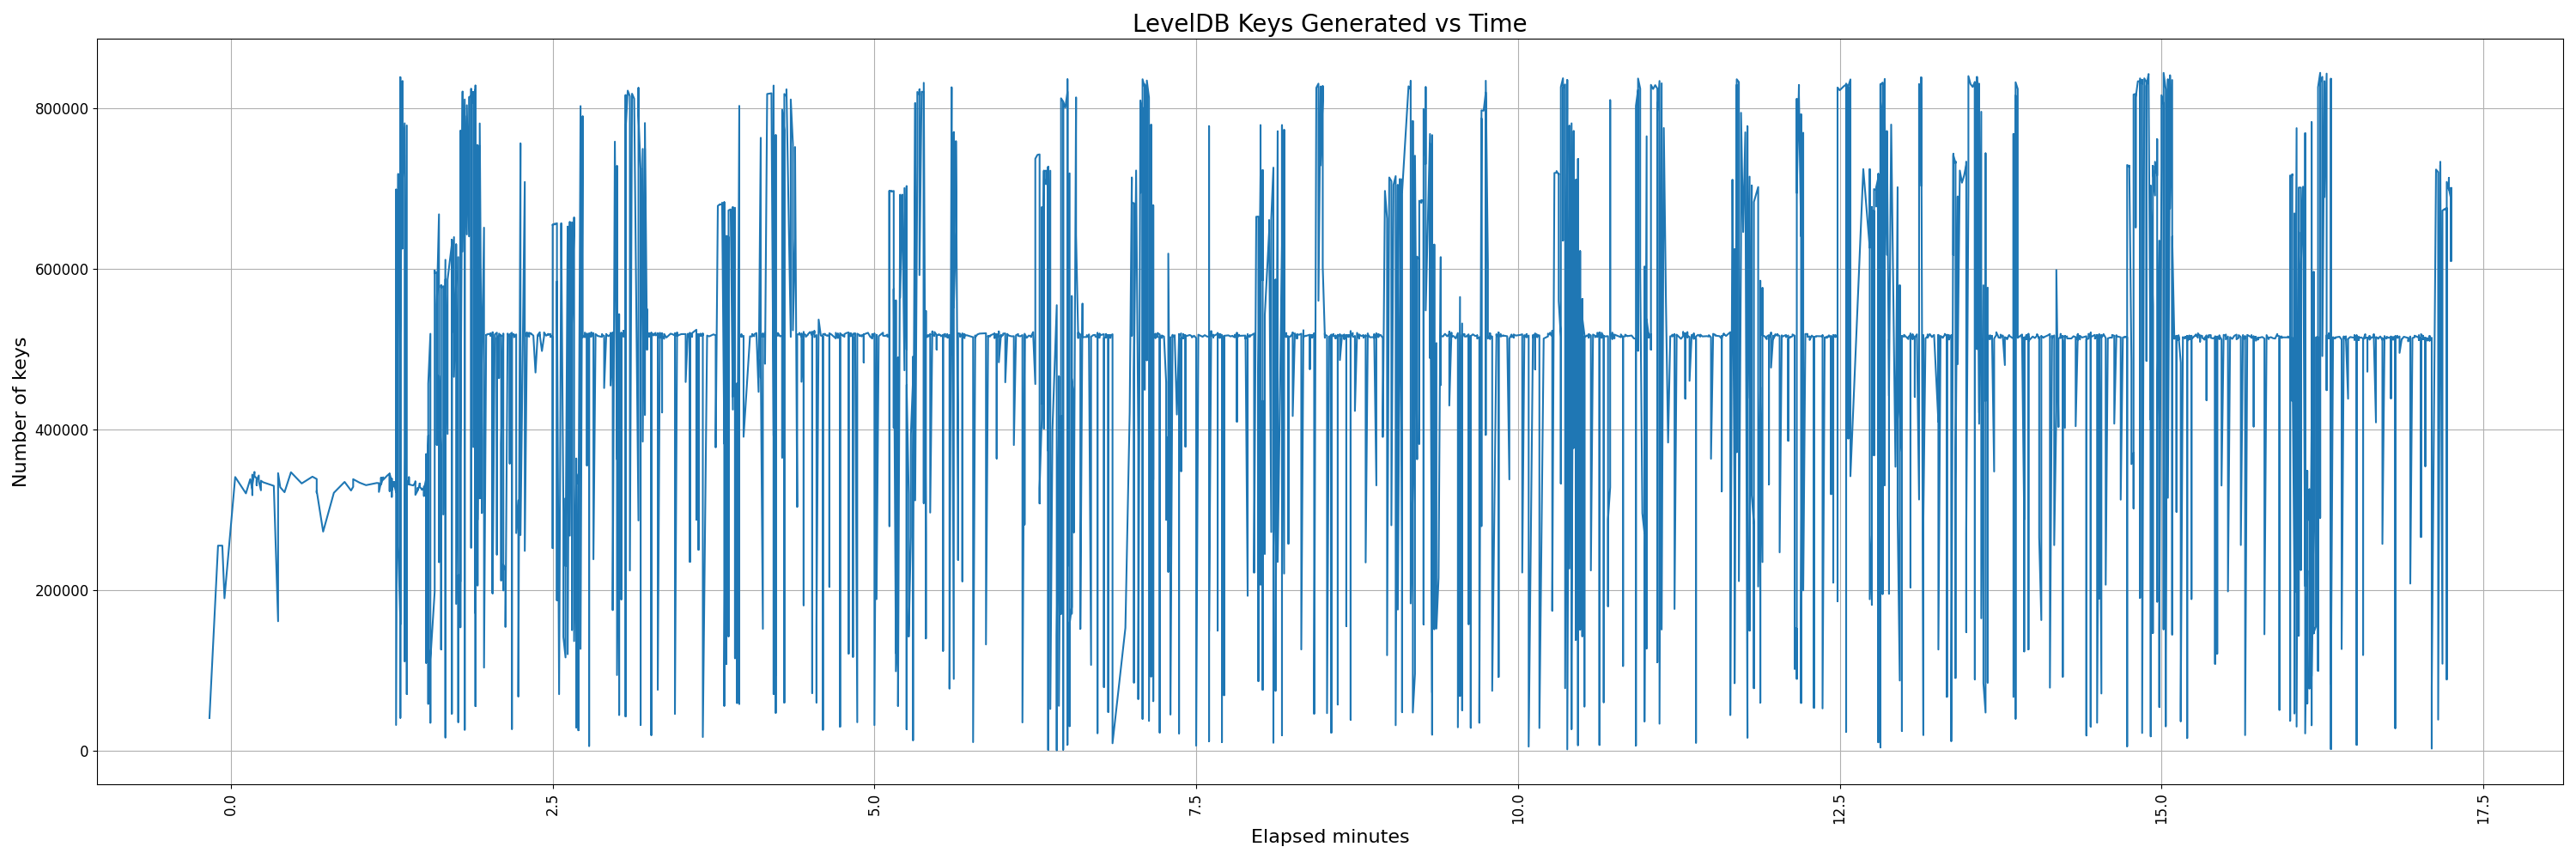 LevelDB Keys Generated vs Time
Number of keys
800000
600000
400000
200000
0
0.0 2.5 5.0 7.5 10.0 12.5 15.0 17.5
Elapsed minutes